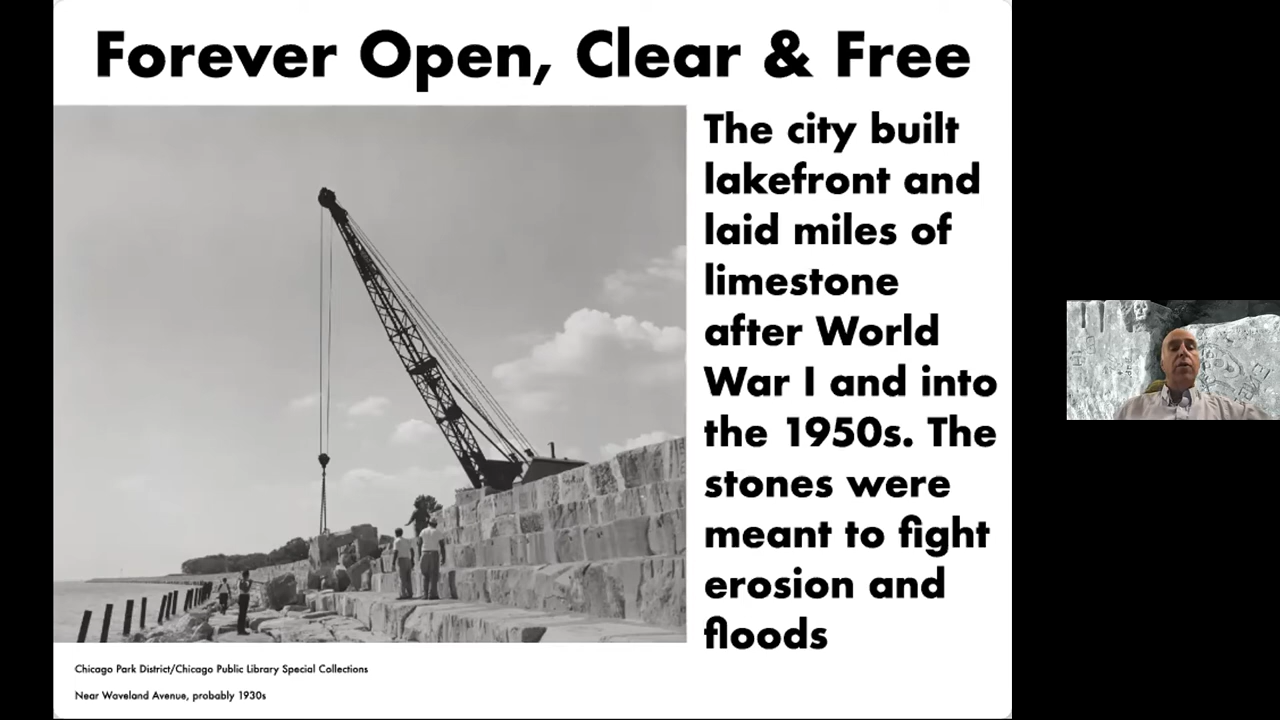 Forever Open, Clear & Free
The city built
lakefront and
laid miles of
limestone
after World
War I and into
the 1950s. The
stones were
meant to fight
erosion and
floods
Chicago Park District/Chicago Public Library Special Collections
Near Waveland Avenue, probably 1930s